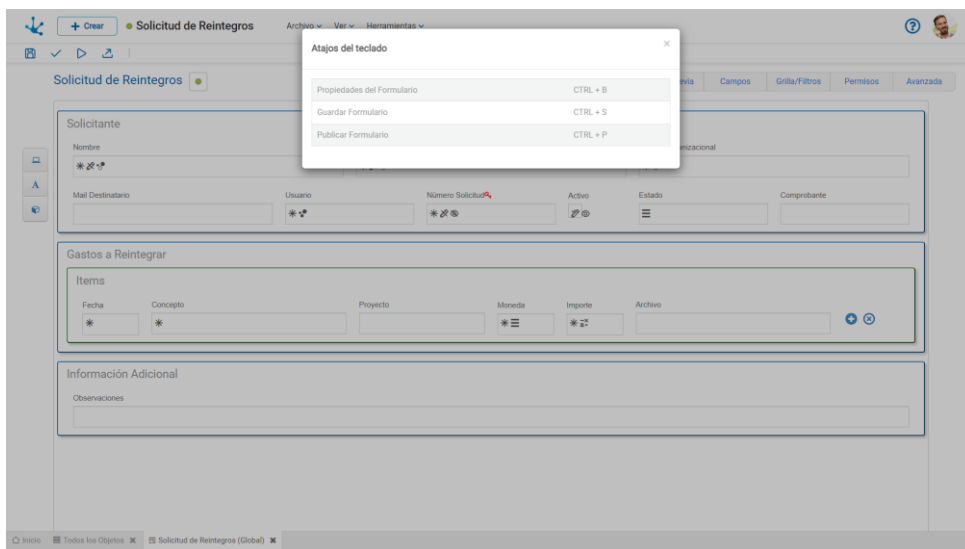 Crear
Solicitud de Reintegros
Archivo Ver Herramientas
Atajos del teclado
Propiedades del Formulario CTRL + B
Guardar Formulario CTRL + S
Publicar Formulario CTRL + P
Solicitud de Reintegros
Campos Grilla/Filtros Permisos Avanzada
Solicitante
Nombre
Mail Destinatario Usuario Número Solicitud Activo Estado Comprobante
Gastos a Reintegrar
Items
Fecha Concepto Proyecto Moneda Importe Archivo
Información Adicional
Observaciones
Inicio Todos los Objetos Solicitud de Reintegros (Global)